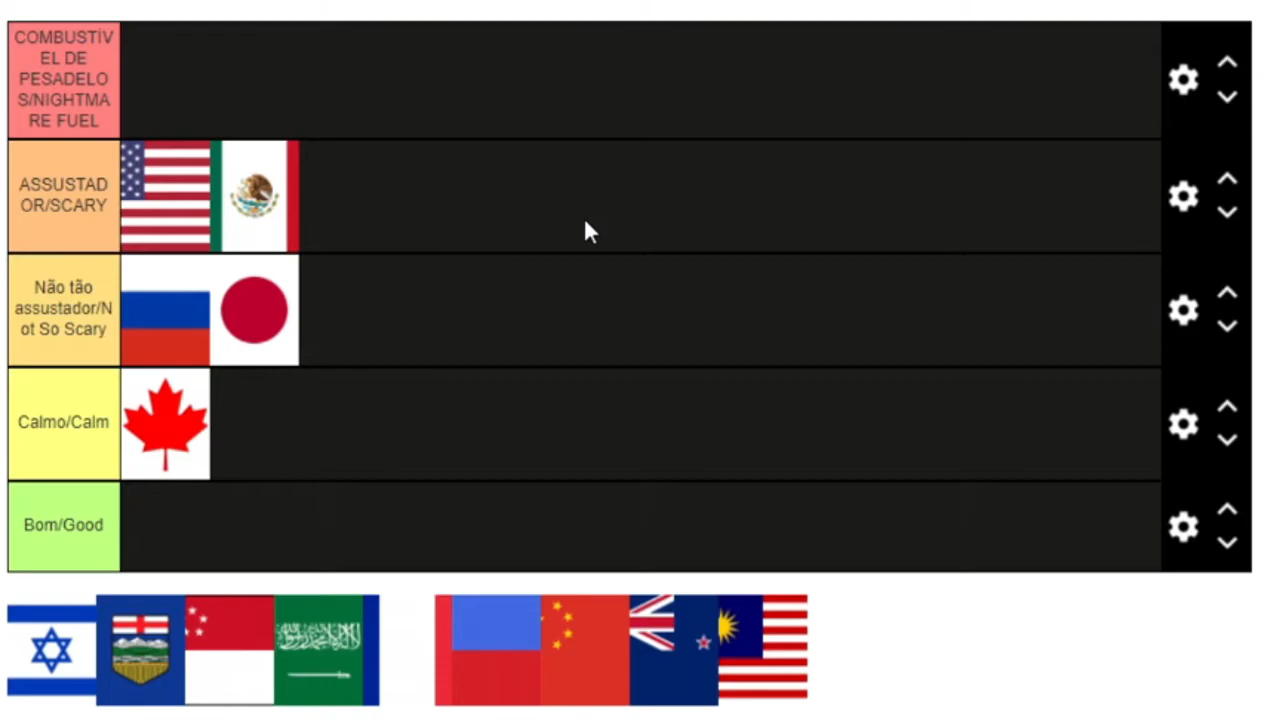 COMBUSTÍV
EL DE
PESADELO
S/NIGHTMA
RE FUEL
ASSUSTAD
OR/SCARY
Não tão
assustador/N
ot So Scary
Calmo/Calm
Bom/Good